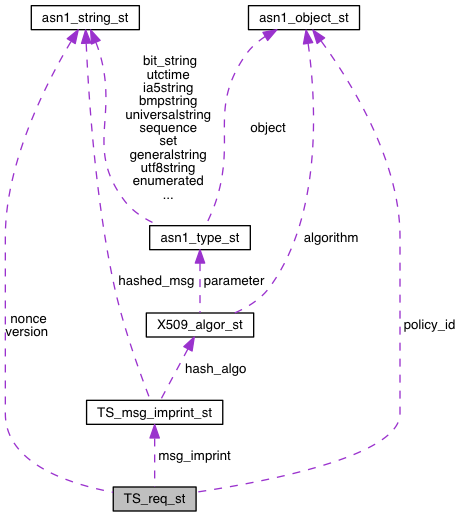 asn1_string_st
asn1_object_st
bit_string
utctime
ia5string
bmpstring
universalstring
sequence
set
generalstring
utf8string
enumerated
...
object
asn1_type_st
algorithm
hashed_msg
parameter
nonce
version
X509_algor_st
policy_id
hash_algo
TS_msg_imprint_st
msg_imprint
TS_req_st